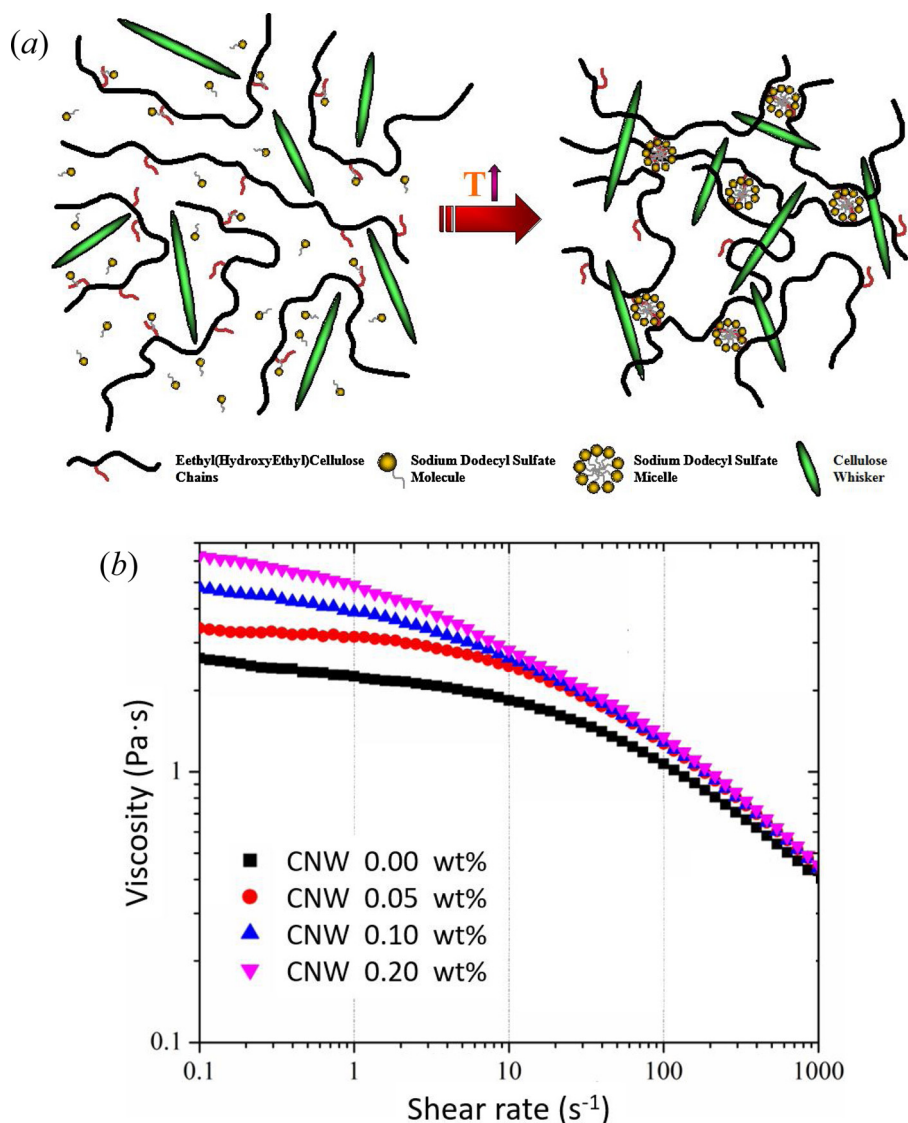 (a)
T
Eethyl(HydroxyEthyl)Cellulose
Chains
Sodium Dodecyl Sulfate
Molecule
Sodium Dodecyl Sulfate
Micelle
Cellulose
Whisker
(b)
Viscosity (Pa·s)
1
0.1
CNW 0.00 wt%
CNW 0.05 wt%
CNW 0.10 wt%
CNW 0.20 wt%
0.1 1 10 100 1000
Shear rate (s⁻¹)